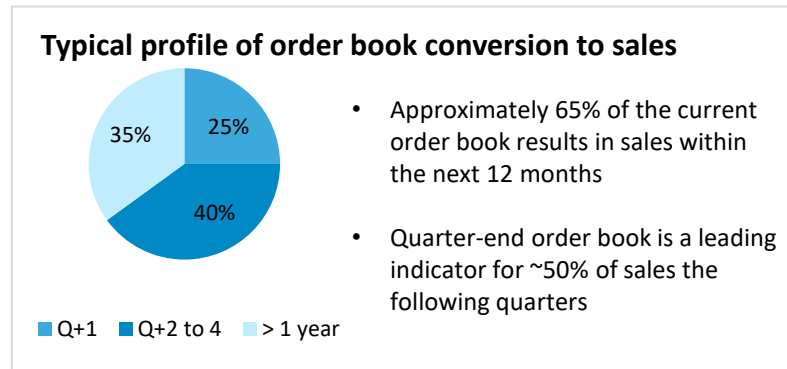 Typical profile of order book conversion to sales
35%
25%
40%
• Approximately 65% of the current
order book results in sales within
the next 12 months
• Quarter-end order book is a leading
indicator for ~50% of sales the
following quarters
Q+1 Q+2 to 4 > 1 year